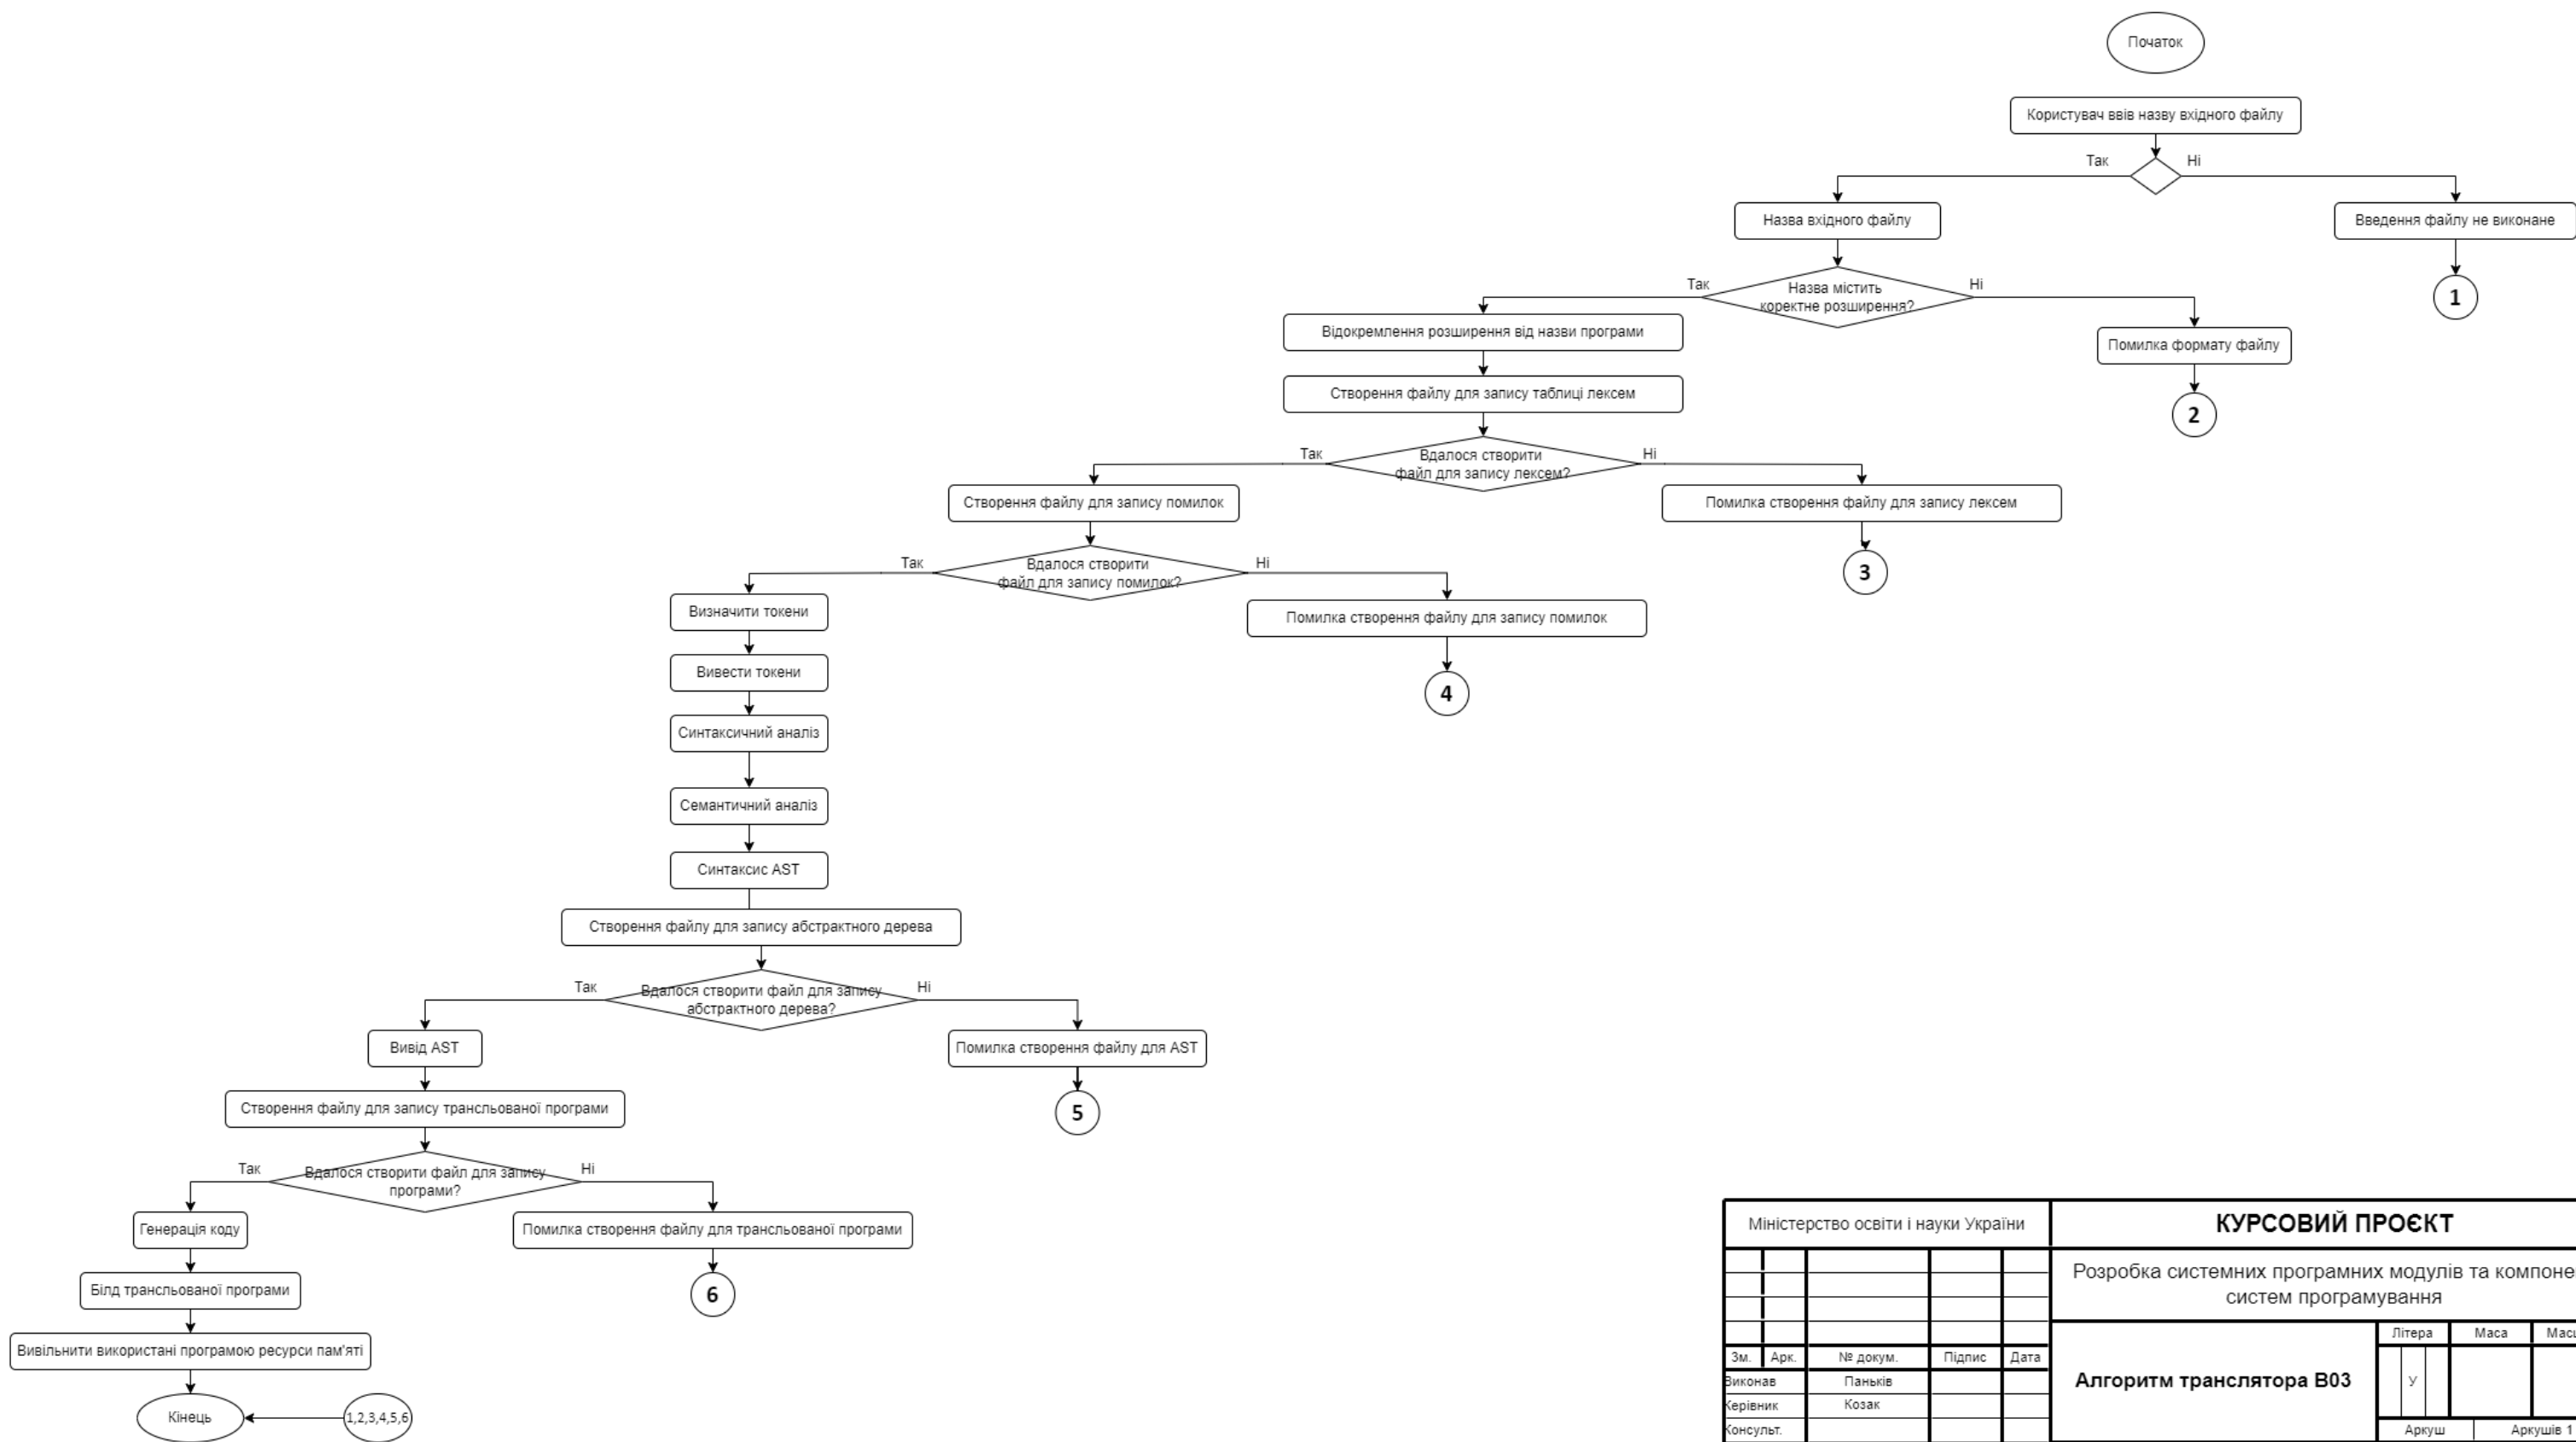 Початок
Користувач ввів назву вхідного файлу
Так
Ні
Назва вхідного файлу
Введення файлу не виконане
Так
Назва містить
коректне розширення?
Ні
1
Відокремлення розширення від назви програми
Помилка формату файлу
Створення файлу для запису таблиці лексем
2
Так
Вдалося створити
файл для запису лексем?
Ні
Створення файлу для запису помилок
Помилка створення файлу для запису лексем
Так
Вдалося створити
файл для запису помилок?
Ні
3
Визначити токени
Помилка створення файлу для запису помилок
Вивести токени
4
Синтаксичний аналіз
Семантичний аналіз
Синтаксис AST
Створення файлу для запису абстрактного дерева
Так
Вдалося створити файл для запису
абстрактного дерева?
Ні
Вивід AST
Помилка створення файлу для AST
Створення файлу для запису трансльованої програми
5
Так
Вдалося створити файл для запису
програми?
Ні
Генерація коду
Помилка створення файлу для трансльованої програми
Білд трансльованої програми
6
Вивільнити використані програмою ресурси пам'яті
Кінець
1,2,3,4,5,6
Міністерство освіти і науки України
КУРСОВИЙ ПРОЄКТ
Розробка системних програмних модулів та компоне
систем програмування
Літера
Маса
Зм.
Арк.
№ докум.
Підпис
Дата
Виконав
Паньків
Алгоритм транслятора B03
У
Керівник
Козак
Консульт.
Аркуш
Аркушів 1